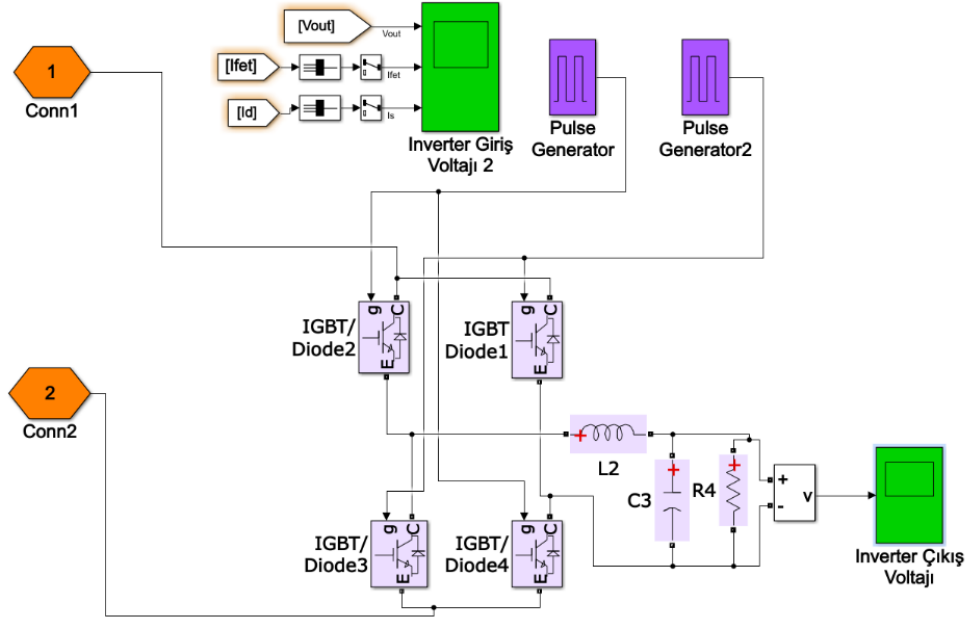 [Vout]
Vout
1
[Ifet]
Ifet
Conn1
[Id]
Is
Inverter Giriş
Voltajı 2
Pulse
Generator
Pulse
Generator2
g
C
E
IGBT/
Diode2
g
C
E
IGBT
Diode1
2
Conn2
+
L2
+
C3
+
R4
+
-
v
g
C
E
IGBT/
Diode3
g
C
E
IGBT/
Diode4
Inverter Çıkış
Voltajı